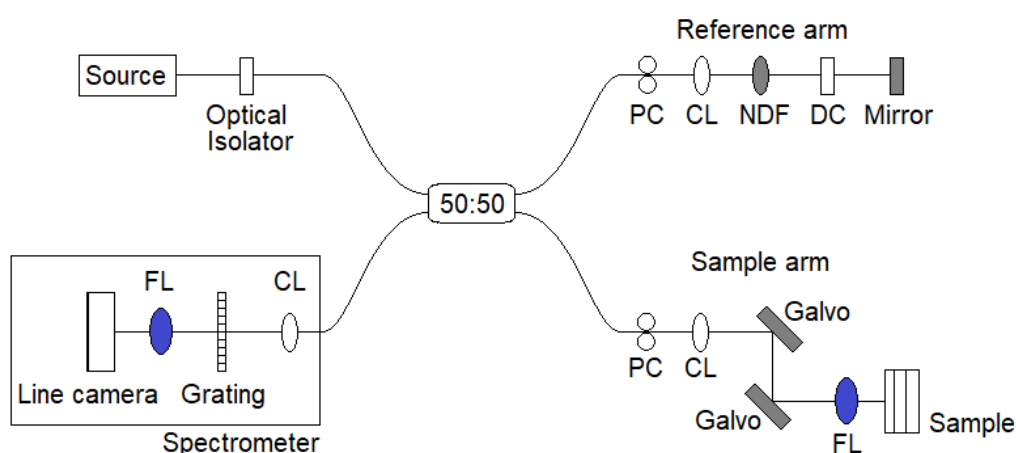 Reference arm
Source
PC CL NDF DC Mirror
Optical
Isolator
50:50
Sample arm
FL CL
Galvo
PC CL
Line camera Grating
Galvo
Sample
Spectrometer
FL